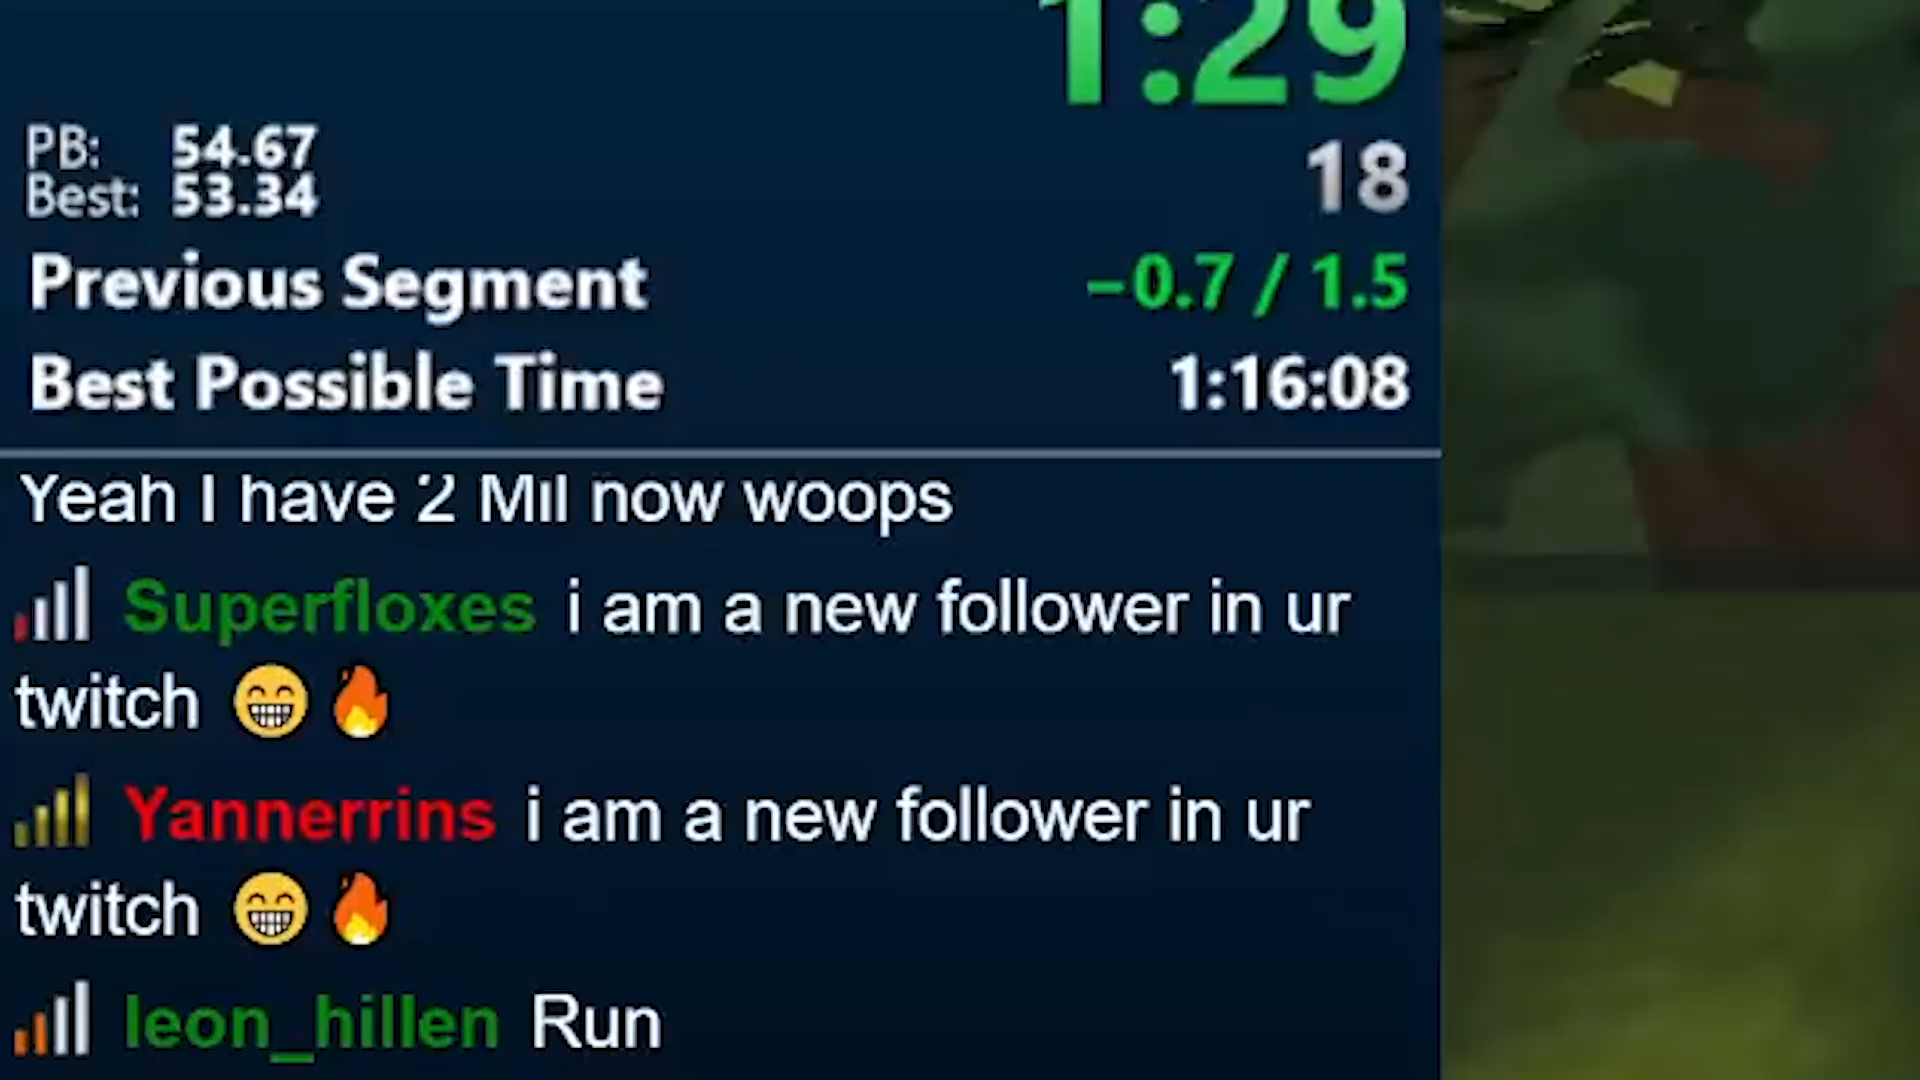 1:29
PB: 54.67
Best: 53.34
18
Previous Segment -0.7 / 1.5
Best Possible Time 1:16:08
Yeah I have 2 Mil now woops
Superfloxes i am a new follower in ur
twitch 😁🔥
Yannerrins i am a new follower in ur
twitch 😁🔥
leon_hillen Run